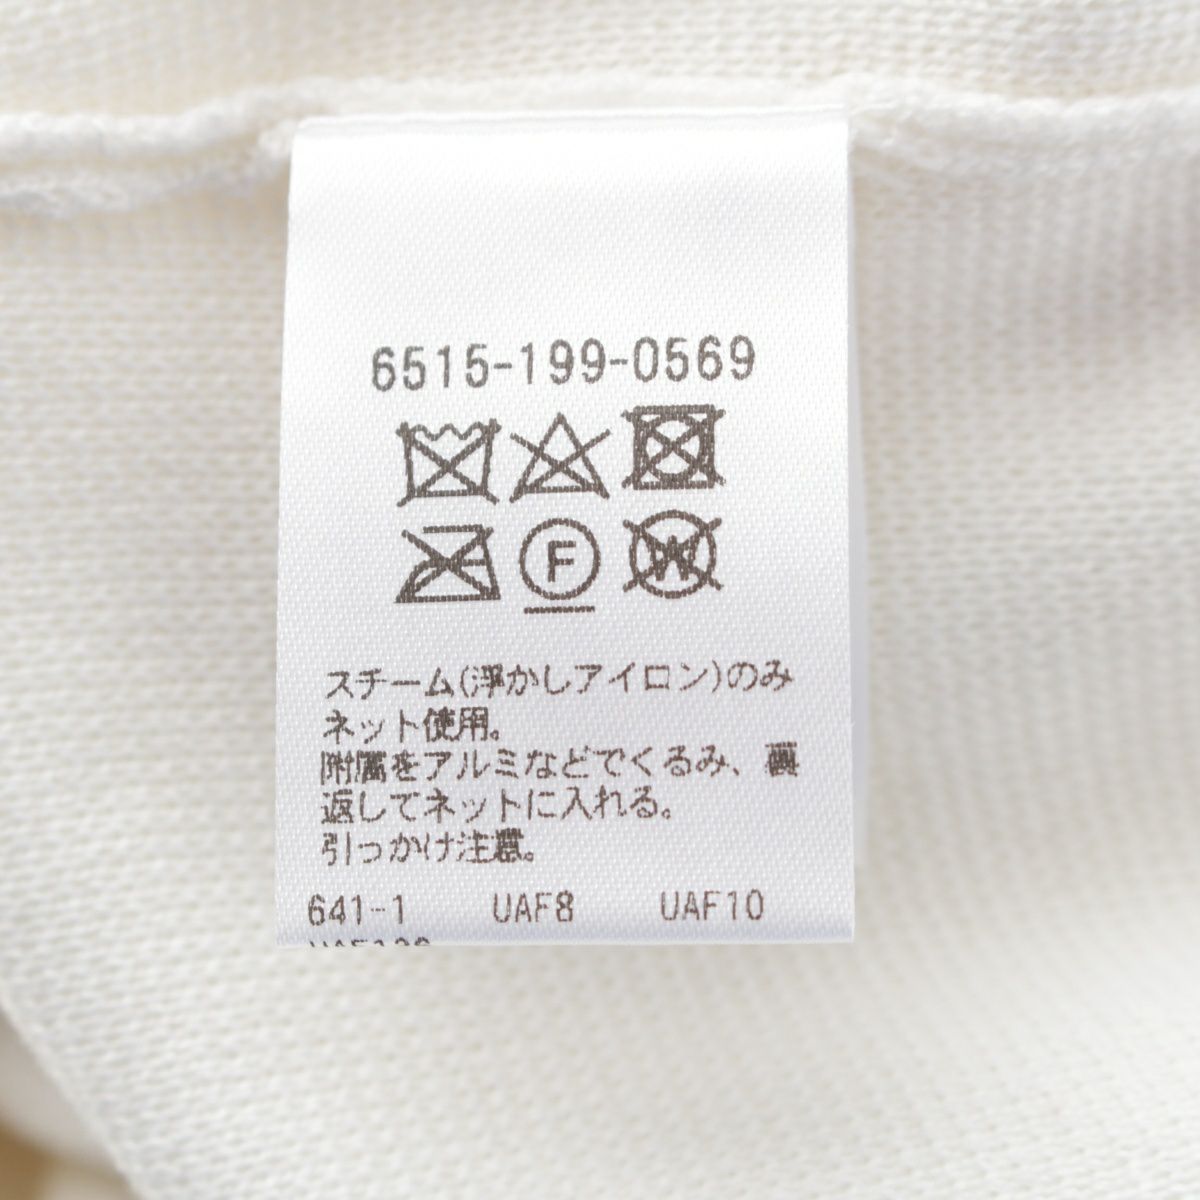 6515-199-0569
F
W
スチーム(浮かしアイロン)のみ
ネット使用。
附属をアルミなどでくるみ、裏
返してネットに入れる。
引っかけ注意。
641-1 UAF8 UAF10